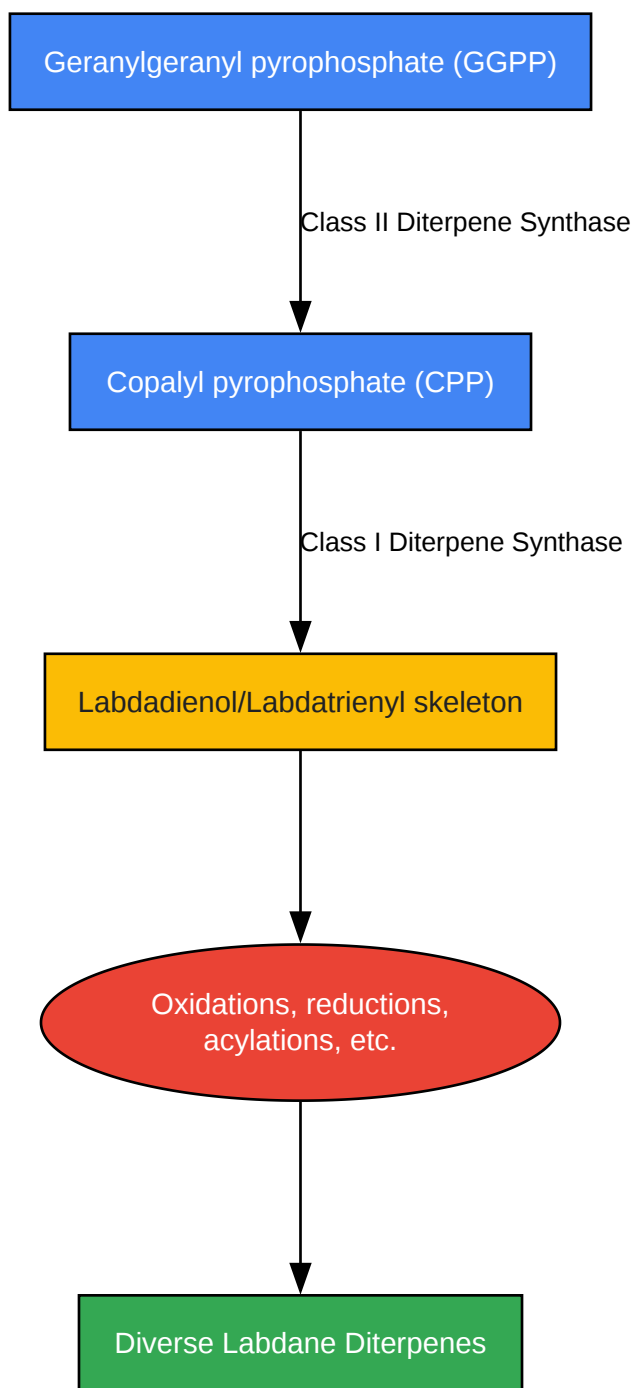 Geranylgeranyl pyrophosphate (GGPP)
Class II Diterpene Synthase
Copalyl pyrophosphate (CPP)
Class I Diterpene Synthase
Labdadienol/Labdatrienyl skeleton
Oxidations, reductions,
acylations, etc.
Diverse Labdane Diterpenes